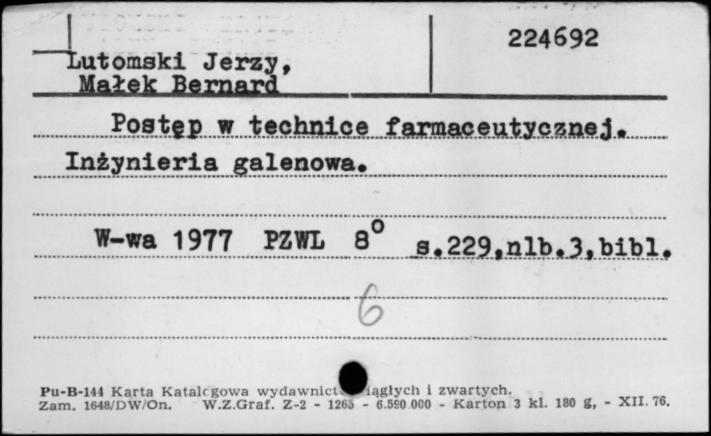 224692
Lutomski Jerzy,
Małek Bernard
Postęp w technice farmaceutycznej.
Inżynieria galenowa.
W-wa 1977 PZWL 8° s.229,nlb.3,bibl.
6
Pu-B-144 Karta Katalogowa wydawnict iągłych i zwartych.
Zam. 1648/DW/On. W.Z.Graf. Z-2 - 1265 - 6.590.000 - Karton 3 kl. 180 g, - XII. 76.